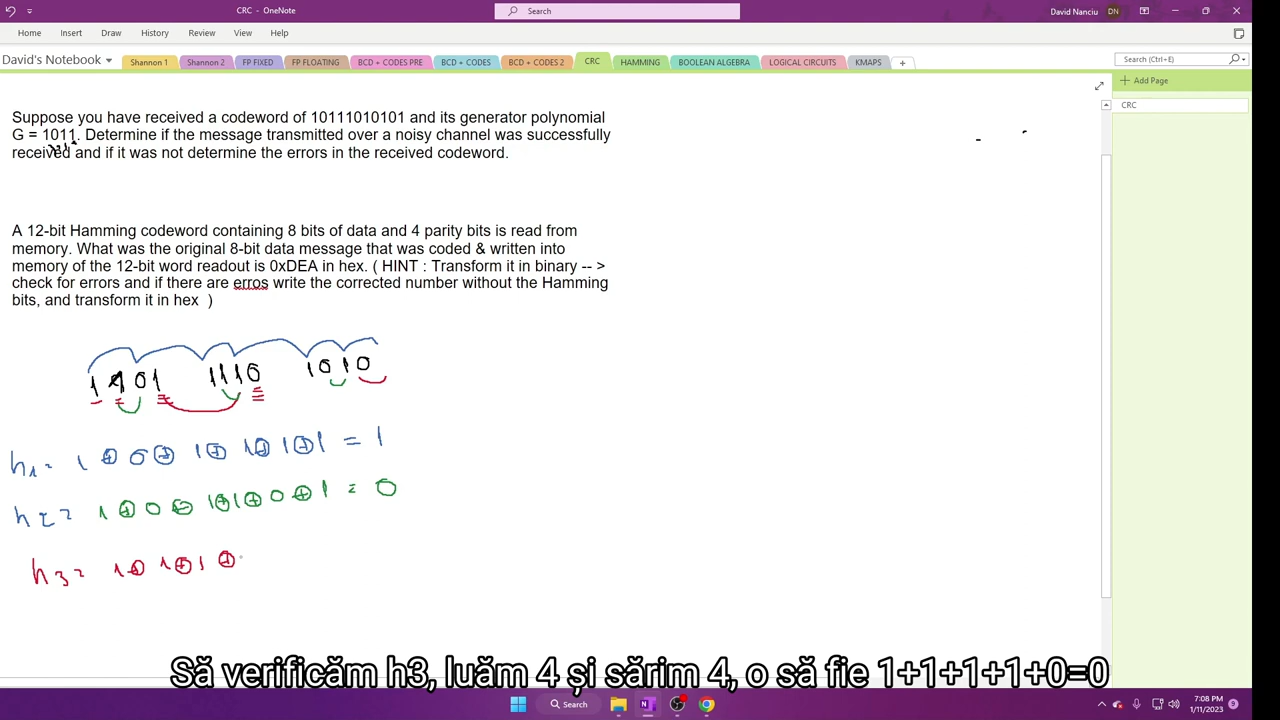 CRC - OneNote
Search
David Nanciu
DN
Home Insert Draw History Review View Help
David's Notebook
Shannon 1 Shannon 2 FP FIXED FP FLOATING BCD + CODES PRE BCD + CODES BCD + CODES 2 CRC HAMMING BOOLEAN ALGEBRA LOGICAL CIRCUITS KMAPS
Search (Ctrl+E)
Add Page
CRC
Suppose you have received a codeword of 10111010101 and its generator polynomial
G = 1011. Determine if the message transmitted over a noisy channel was successfully
received and if it was not determine the errors in the received codeword.
A 12-bit Hamming codeword containing 8 bits of data and 4 parity bits is read from
memory. What was the original 8-bit data message that was coded & written into
memory of the 12-bit word readout is 0xDEA in hex. ( HINT : Transform it in binary -- >
check for errors and if there are erros write the corrected number without the Hamming
bits, and transform it in hex )
1 1 0 1 1110 1010
h1= 1 ⊕ 0 ⊕ 1 ⊕ 1 ⊕ 1 ⊕ 1 = 1
h2= 1 ⊕ 0 ⊕ 1 ⊕ 1 ⊕ 0 ⊕ 1 = 0
h3= 1 ⊕ 1 ⊕ 1 ⊕
Să verificăm h3, luăm 4 și sărim 4, o să fie 1+1+1+1+0=0
Search
7:08 PM
1/11/2023